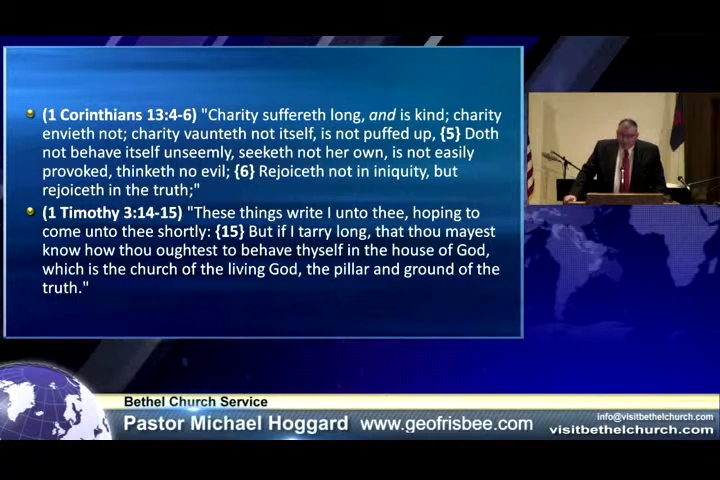 (1 Corinthians 13:4-6) "Charity suffereth long, and is kind; charity
envieth not; charity vaunteth not itself, is not puffed up, {5} Doth
not behave itself unseemly, seeketh not her own, is not easily
provoked, thinketh no evil; {6} Rejoiceth not in iniquity, but
rejoiceth in the truth;"
(1 Timothy 3:14-15) "These things write I unto thee, hoping to
come unto thee shortly: {15} But if I tarry long, that thou mayest
know how thou oughtest to behave thyself in the house of God,
which is the church of the living God, the pillar and ground of the
truth."
Bethel Church Service
Pastor Michael Hoggard www.geofrisbee.com
info@visitbethelchurch.com
visitbethelchurch.com